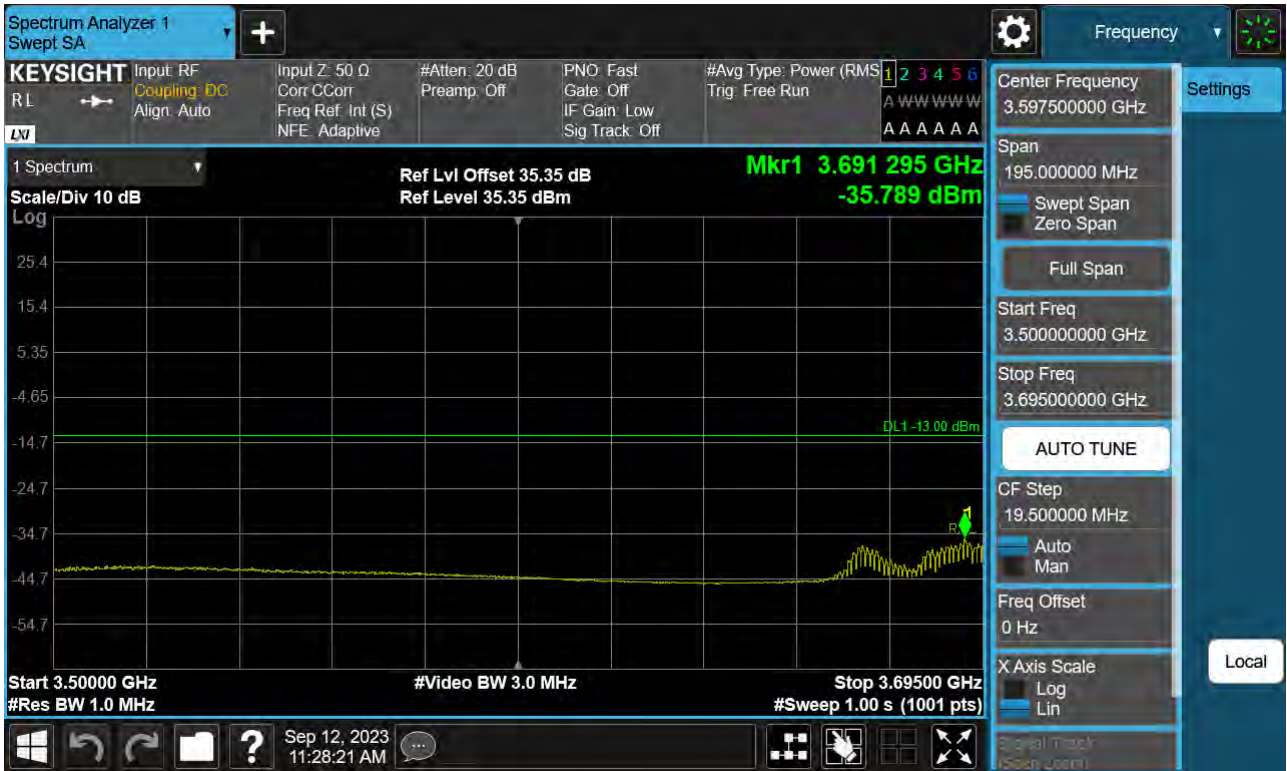 Spectrum Analyzer 1
Swept SA
Frequency
KEYSIGHT
RL
LXI
Input: RF
Coupling: DC
Align: Auto
Input Z: 50 Ω
Corr CCorr
Freq Ref: Int (S)
NFE: Adaptive
#Atten: 20 dB
Preamp: Off
PNO: Fast
Gate: Off
IF Gain: Low
Sig Track: Off
#Avg Type: Power (RMS
Trig: Free Run
1 2 3 4 5 6
A W W W W W
A A A A A A
1 Spectrum
Scale/Div 10 dB
Log
Ref Lvl Offset 35.35 dB
Ref Level 35.35 dBm
Mkr1 3.691 295 GHz
-35.789 dBm
25.4
15.4
5.35
-4.65
-14.7
-24.7
-34.7
-44.7
-54.7
DL1 -13.00 dBm
1
Start 3.50000 GHz
#Res BW 1.0 MHz
#Video BW 3.0 MHz
Stop 3.69500 GHz
#Sweep 1.00 s (1001 pts)
Center Frequency
3.597500000 GHz
Span
195.000000 MHz
Swept Span
Zero Span
Full Span
Start Freq
3.500000000 GHz
Stop Freq
3.695000000 GHz
AUTO TUNE
CF Step
19.500000 MHz
Auto
Man
Freq Offset
0 Hz
X Axis Scale
Log
Lin
Signal Track
(Span Zoom)
Settings
Local
?
Sep 12, 2023
11:28:21 AM